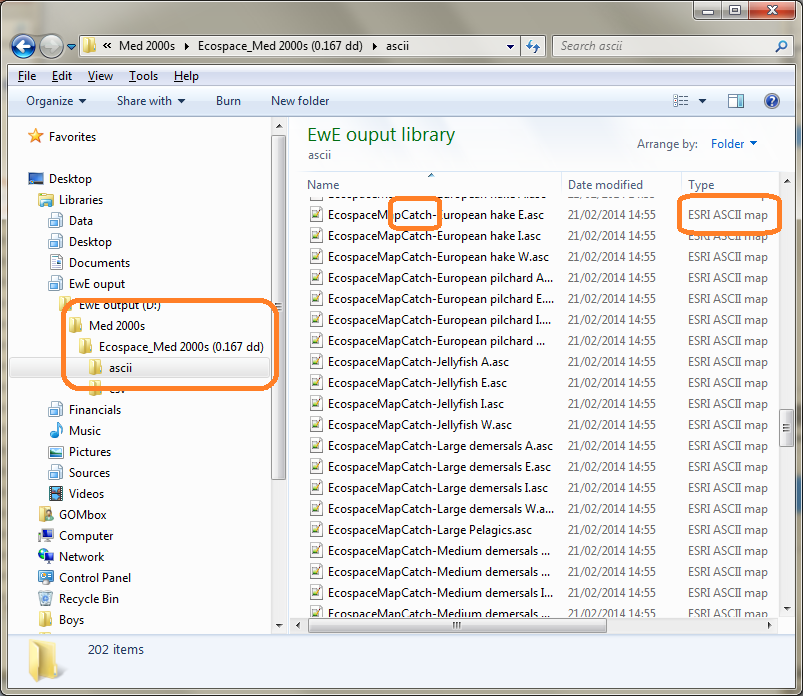 « Med 2000s ▸ Ecospace_Med 2000s (0.167 dd) ▸ ascii
Search ascii
File Edit View Tools Help
Organize Share with Burn New folder
Favorites
Desktop
Libraries
Data
Desktop
Documents
EwE ouput
EwE output (D:)
Med 2000s
Ecospace_Med 2000s (0.167 dd)
ascii
Financials
Music
Pictures
Sources
Videos
GOMbox
Computer
Network
Control Panel
Recycle Bin
Boys
EwE ouput library
ascii
Arrange by: Folder
Name Date modified Type
EcospaceMapCatch-European hake E.asc 21/02/2014 14:55 ESRI ASCII map
EcospaceMapCatch-European hake I.asc 21/02/2014 14:55 ESRI ASCII map
EcospaceMapCatch-European hake W.asc 21/02/2014 14:55 ESRI ASCII map
EcospaceMapCatch-European pilchard A... 21/02/2014 14:55 ESRI ASCII map
EcospaceMapCatch-European pilchard E.... 21/02/2014 14:55 ESRI ASCII map
EcospaceMapCatch-European pilchard I.... 21/02/2014 14:55 ESRI ASCII map
EcospaceMapCatch-European pilchard ... 21/02/2014 14:55 ESRI ASCII map
EcospaceMapCatch-Jellyfish A.asc 21/02/2014 14:55 ESRI ASCII map
EcospaceMapCatch-Jellyfish E.asc 21/02/2014 14:55 ESRI ASCII map
EcospaceMapCatch-Jellyfish I.asc 21/02/2014 14:55 ESRI ASCII map
EcospaceMapCatch-Jellyfish W.asc 21/02/2014 14:55 ESRI ASCII map
EcospaceMapCatch-Large demersals A.asc 21/02/2014 14:55 ESRI ASCII map
EcospaceMapCatch-Large demersals E.asc 21/02/2014 14:55 ESRI ASCII map
EcospaceMapCatch-Large demersals I.asc 21/02/2014 14:55 ESRI ASCII map
EcospaceMapCatch-Large demersals W.a... 21/02/2014 14:55 ESRI ASCII map
EcospaceMapCatch-Large Pelagics.asc 21/02/2014 14:55 ESRI ASCII map
EcospaceMapCatch-Medium demersals ... 21/02/2014 14:55 ESRI ASCII map
EcospaceMapCatch-Medium demersals ... 21/02/2014 14:55 ESRI ASCII map
EcospaceMapCatch-Medium demersals I... 21/02/2014 14:55 ESRI ASCII map
EcospaceMapCatch-Medium demersals ... 21/02/2014 14:55 ESRI ASCII map
202 items